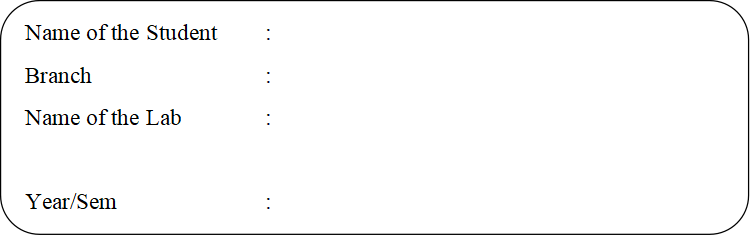 Name of the Student :
Branch :
Name of the Lab :
Year/Sem :